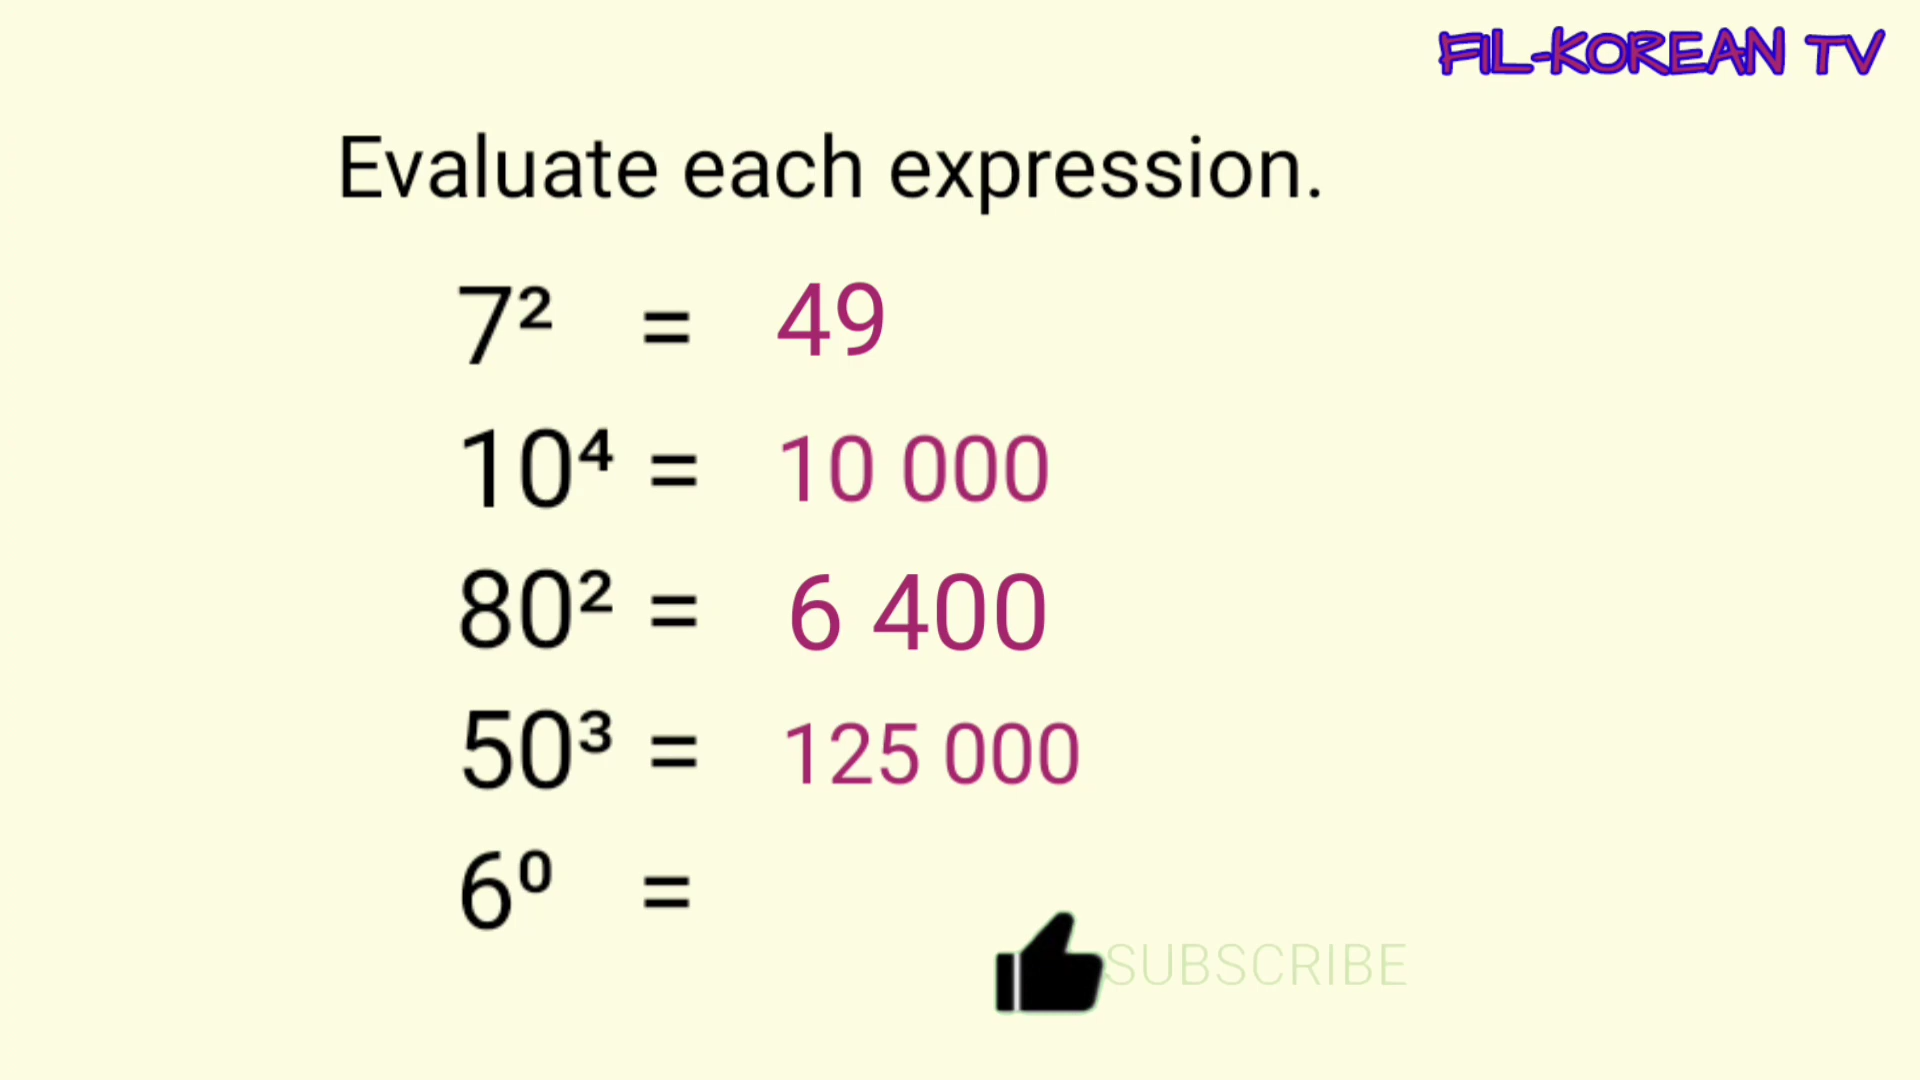 FIL-KOREAN TV
Evaluate each expression.
7² = 49
10⁴ = 10 000
80² = 6 400
50³ = 125 000
6⁰ =
SUBSCRIBE